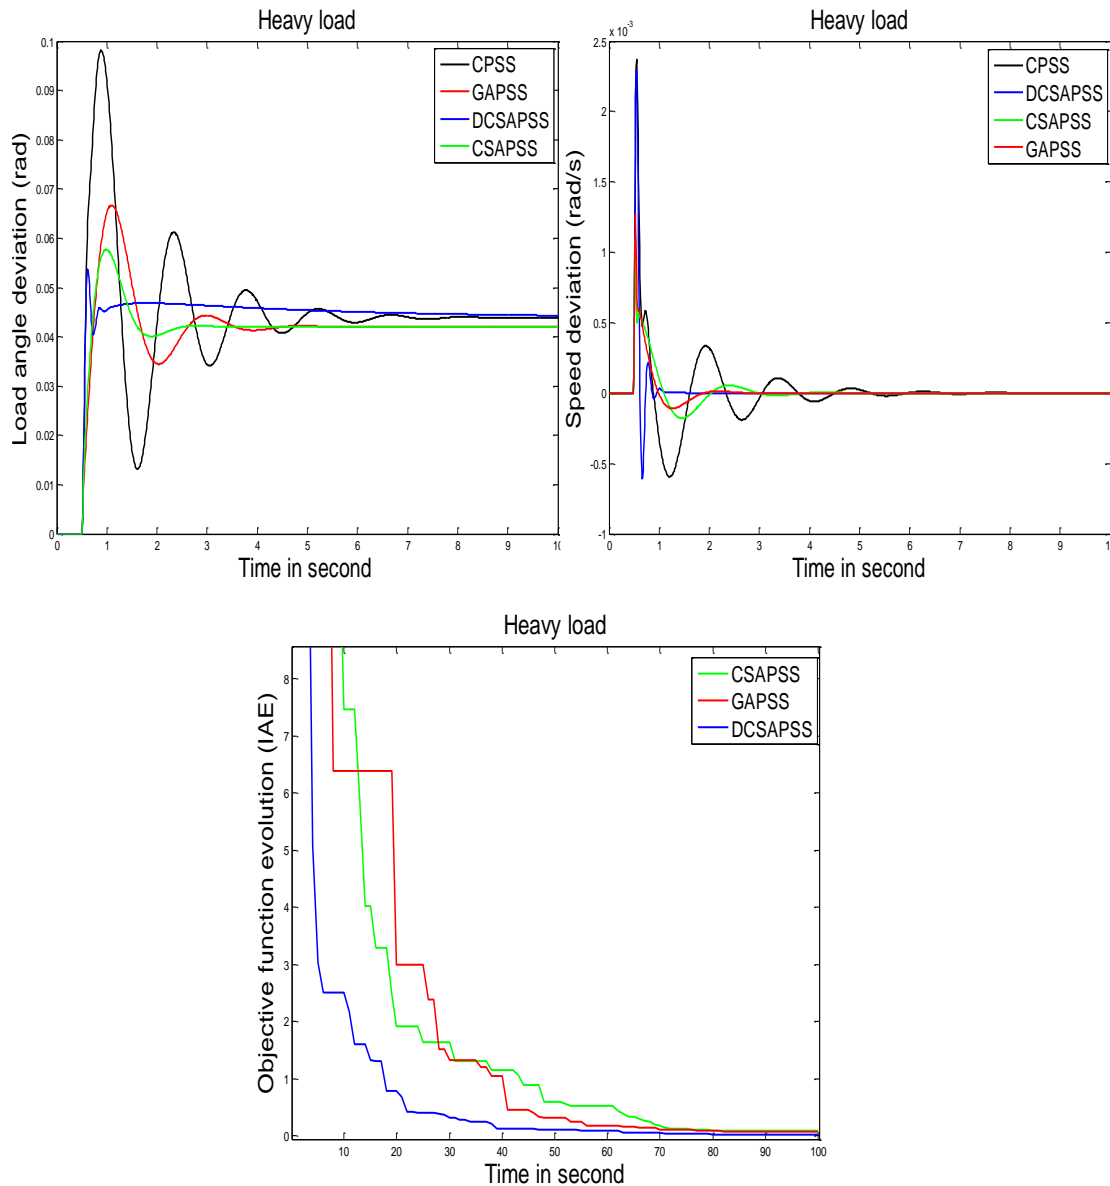 Heavy load
0.1
0.09
0.08
0.07
0.06
0.05
0.04
0.03
0.02
0.01
0
Load angle deviation (rad)
CPSS
GAPSS
DCSAPSS
CSAPSS
0 1 2 3 4 5 6 7 8 9 10
Time in second
Heavy load
x 10-3
2.5
2
1.5
1
0.5
0
-0.5
-1
Speed deviation (rad/s)
CPSS
DCSAPSS
CSAPSS
GAPSS
0 1 2 3 4 5 6 7 8 9 10
Time in second
Heavy load
8
7
6
5
4
3
2
1
0
Objective function evolution (IAE)
CSAPSS
GAPSS
DCSAPSS
10 20 30 40 50 60 70 80 90 100
Time in second